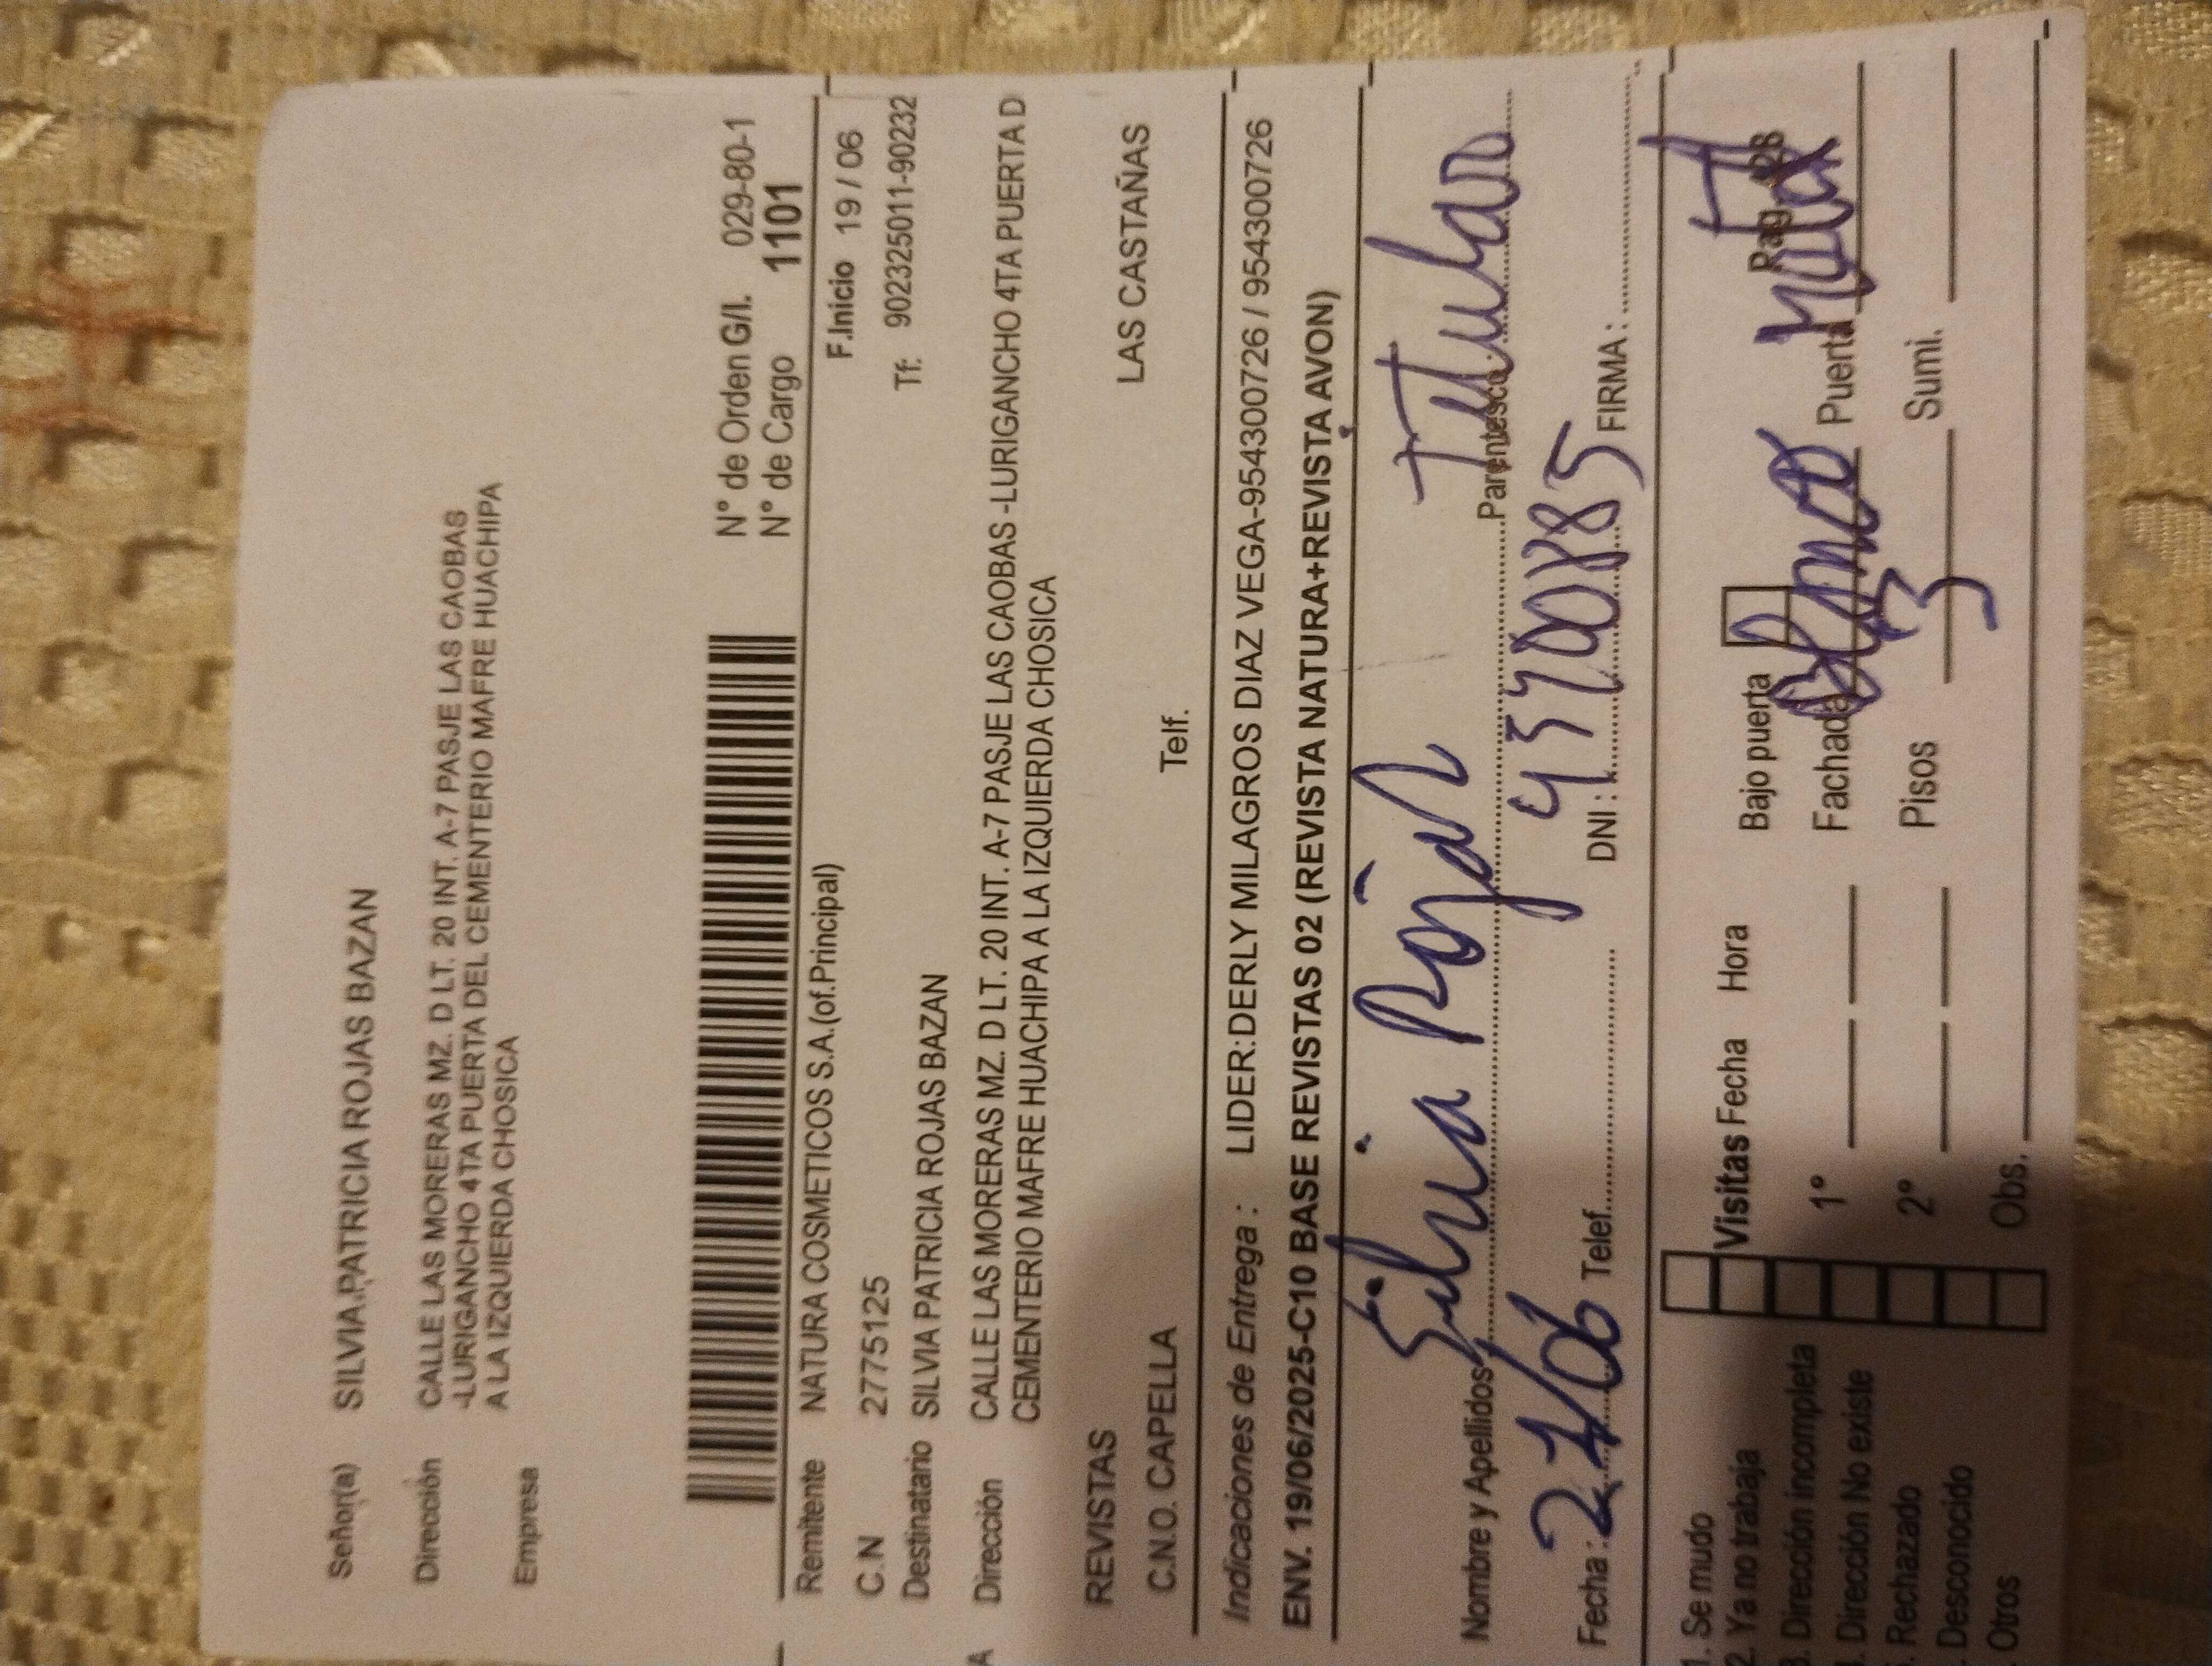 Señor(a) SILVIA PATRICIA ROJAS BAZAN
Dirección CALLE LAS MORERAS MZ. D LT. 20 INT. A-7 PASJE LAS CAOBAS
-LURIGANCHO 4TA PUERTA DEL CEMENTERIO MAFRE HUACHIPA
A LA IZQUIERDA CHOSICA
Empresa
N° de Orden G/I. 029-80-1
N° de Cargo 1101
Remitente NATURA COSMETICOS S.A.(of.Principal) F.Inicio 19 / 06
C.N 27751125 Tf: 902325011-90232
Destinatario SILVIA PATRICIA ROJAS BAZAN
Dirección CALLE LAS MORERAS MZ. D LT. 20 INT. A-7 PASJE LAS CAOBAS -LURIGANCHO 4TA PUERTA D
CEMENTERIO MAFRE HUACHIPA A LA IZQUIERDA CHOSICA
REVISTAS LAS CASTAÑAS
C.N.O. CAPELLA Telf.
Indicaciones de Entrega : LIDER:DERLY MILAGROS DIAZ VEGA-954300726 / 954300726
ENV. 19/06/2025-C10 BASE REVISTAS 02 (REVISTA NATURA+REVISTA AVON)
Nombre y Apellidos Silvia Rojas Parentesco: Titular
Fecha : 21/06 Telef. DNI : 45700885 FIRMA :
1. Se mudo
2. Ya no trabaja Visitas Fecha Hora Bajo puerta Pag. 28
3. Dirección incompleta 1° Fachada Blanco Puerta Metal
. Dirección No existe
. Rechazado 2° Pisos 3 Sumi.
. Desconocido
. Otros Obs.